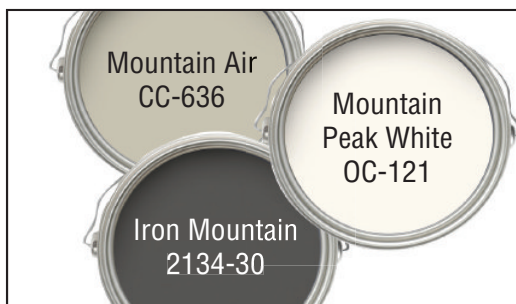 Mountain Air
CC-636
Mountain
Peak White
OC-121
Iron Mountain
2134-30